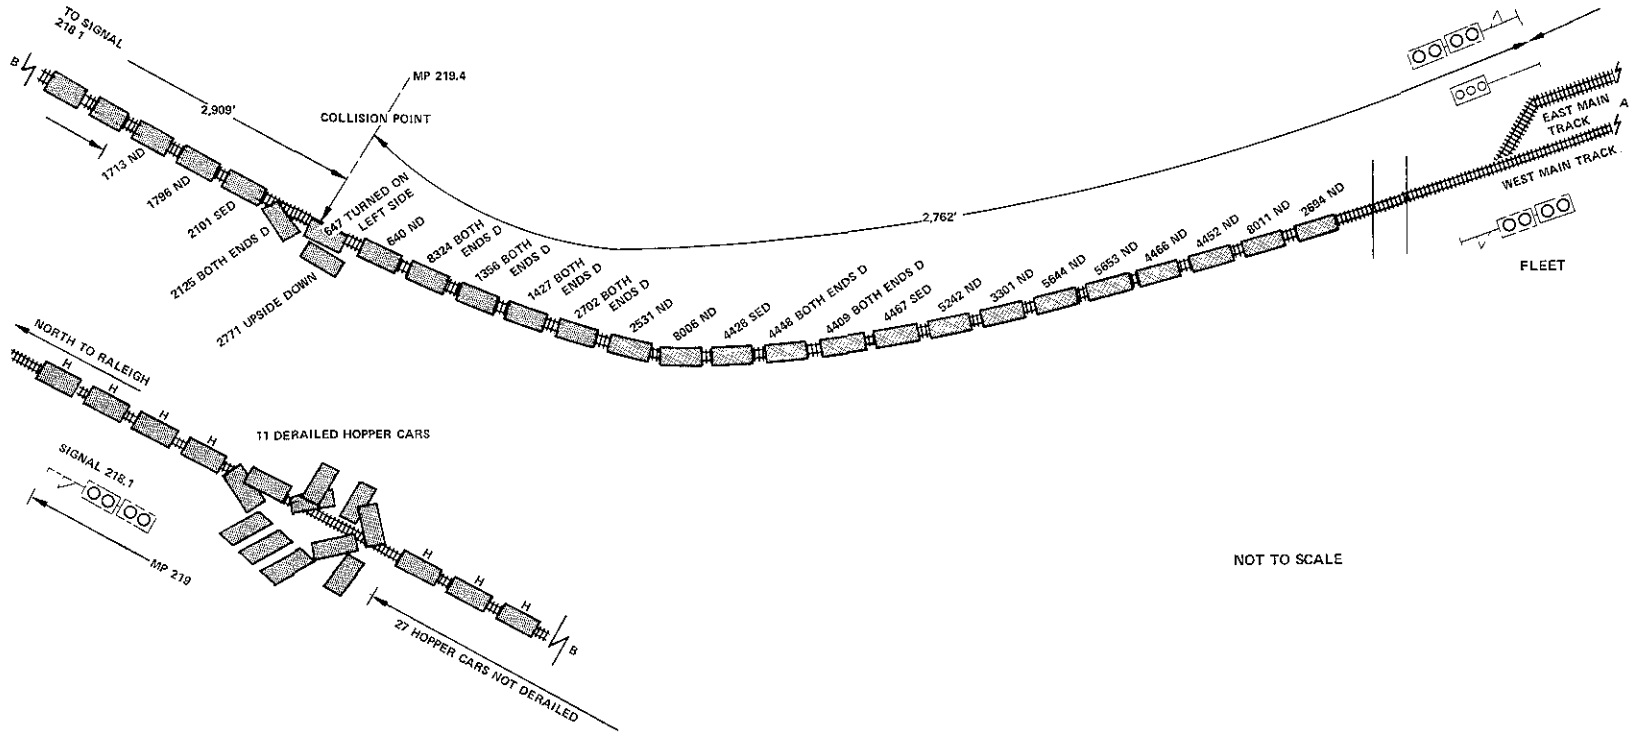 TO SIGNAL
218.1
B
2,909'
MP 219.4
COLLISION POINT
1713 ND
1796 ND
2101 SED
2125 BOTH ENDS D
2771 UPSIDE DOWN
647 TURNED ON
LEFT SIDE
640 ND
8324 BOTH
ENDS D
1356 BOTH
ENDS D
1427 BOTH
ENDS D
2702 BOTH
ENDS D
2531 ND
8006 ND
4428 SED
4448 BOTH ENDS D
4409 BOTH ENDS D
4467 SED
5242 ND
3301 ND
5644 ND
5653 ND
4466 ND
4452 ND
8011 ND
2694 ND
2,762'
EAST MAIN
TRACK
A
WEST MAIN TRACK
FLEET
NORTH TO RALEIGH
H
H
H
H
11 DERAILED HOPPER CARS
SIGNAL 218.1
MP 219
H
H
H
B
27 HOPPER CARS NOT DERAILED
NOT TO SCALE